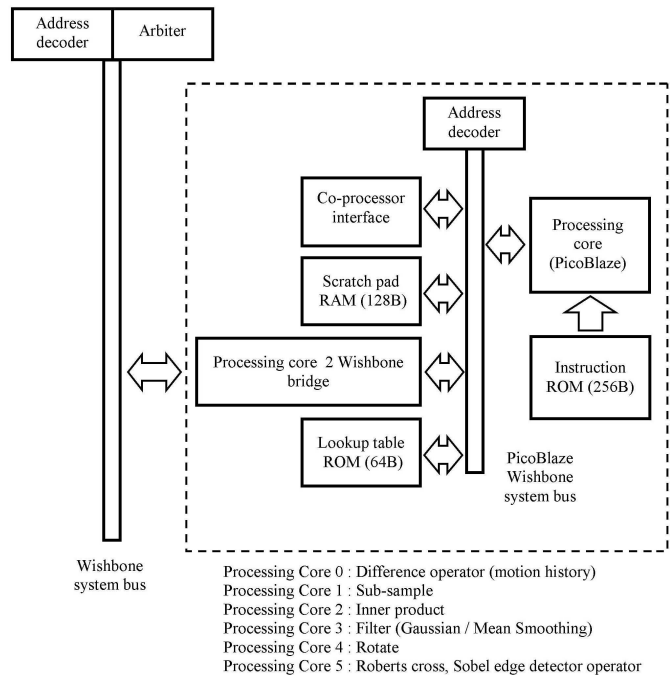 Address
decoder
Arbiter
Address
decoder
Co-processor
interface
Processing
core
(PicoBlaze)
Scratch pad
RAM (128B)
Processing core 2 Wishbone
bridge
Instruction
ROM (256B)
Lookup table
ROM (64B)
PicoBlaze
Wishbone
system bus
Wishbone
system bus
Processing Core 0 : Difference operator (motion history)
Processing Core 1 : Sub-sample
Processing Core 2 : Inner product
Processing Core 3 : Filter (Gaussian / Mean Smoothing)
Processing Core 4 : Rotate
Processing Core 5 : Roberts cross, Sobel edge detector operator